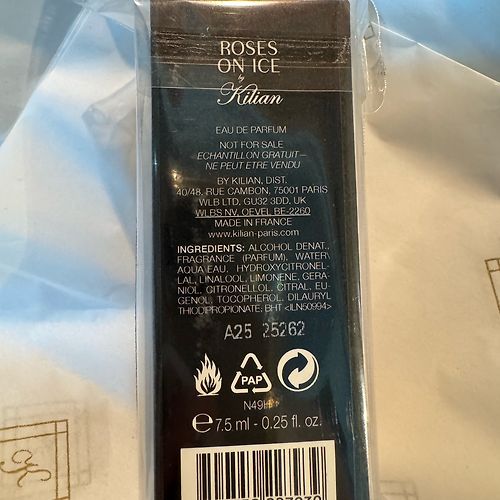 ROSES
ON ICE
by
Kilian
EAU DE PARFUM
NOT FOR SALE
ECHANTILLON GRATUIT—
NE PEUT ETRE VENDU
BY KILIAN, DIST.
40/48, RUE CAMBON, 75001 PARIS
WLB LTD, GU32 3DD, UK
WLBS NV, OEVEL BE-2260
MADE IN FRANCE
www.kilian-paris.com
INGREDIENTS: ALCOHOL DENAT.,
FRAGRANCE (PARFUM), WATER\
AQUA\EAU, HYDROXYCITRONEL-
LAL, LINALOOL, LIMONENE, GERA-
NIOL, CITRONELLOL, CITRAL, EU-
GENOL, TOCOPHEROL, DILAURYL
THIODIPROPIONATE, BHT <ILN50994>
A25 25262
PAP
e 7.5 ml - 0.25 fl. oz.